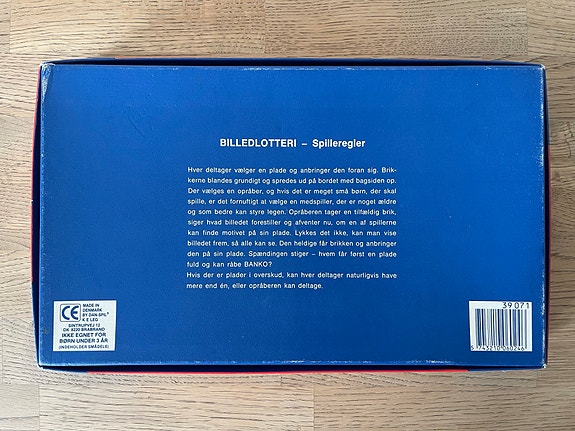 BILLEDLOTTERI – Spilleregler
Hver deltager vælger en plade og anbringer den foran sig. Brik-
kerne blandes grundigt og spredes ud på bordet med bagsiden op.
Der vælges en opråber, og hvis det er meget små børn, der skal
spille, er det fornuftigt at vælge en medspiller, der er noget ældre
og som bedre kan styre legen. Opråberen tager en tilfældig brik,
siger hvad billedet forestiller og afventer nu, om en af spillerne
kan finde motivet på sin plade. Lykkes det ikke, kan man vise
billedet frem, så alle kan se. Den heldige får brikken og anbringer
den på sin plade. Spændingen stiger – hvem får først en plade
fuld og kan råbe BANKO?
Hvis der er plader i overskud, kan hver deltager naturligvis have
mere end én, eller opråberen kan deltage.
CE
MADE IN
DENMARK
BY DAN-SPIL®
K E LEG
SINTRUPVEJ 12
DK 8220 BRABRAND
IKKE EGNET FOR
BØRN UNDER 3 ÅR
(INDEHOLDER SMÅDELE)
39 071
5 743210 060246